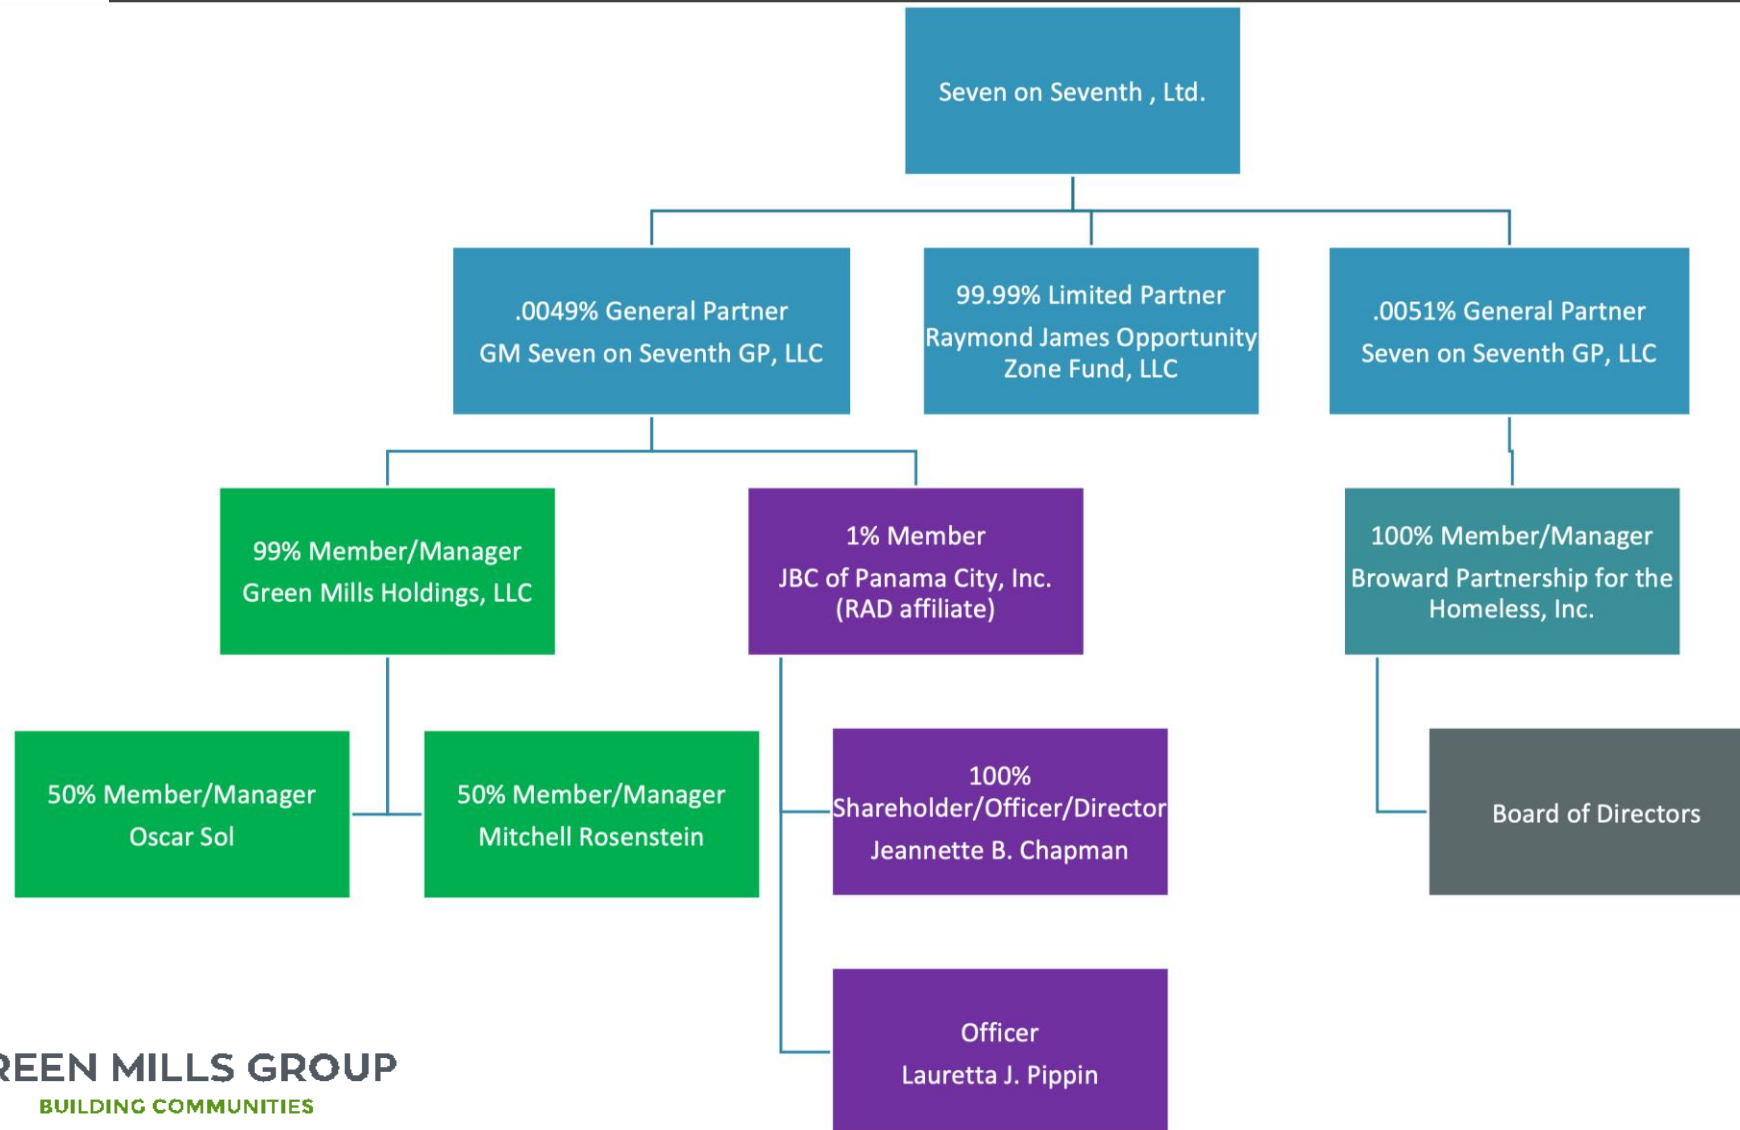 Seven on Seventh , Ltd.
.0049% General Partner
GM Seven on Seventh GP, LLC
99.99% Limited Partner
Raymond James Opportunity
Zone Fund, LLC
.0051% General Partner
Seven on Seventh GP, LLC
99% Member/Manager
Green Mills Holdings, LLC
1% Member
JBC of Panama City, Inc.
(RAD affiliate)
100% Member/Manager
Broward Partnership for the
Homeless, Inc.
50% Member/Manager
Oscar Sol
50% Member/Manager
Mitchell Rosenstein
100%
Shareholder/Officer/Director
Jeannette B. Chapman
Board of Directors
Officer
Lauretta J. Pippin
REEN MILLS GROUP
BUILDING COMMUNITIES